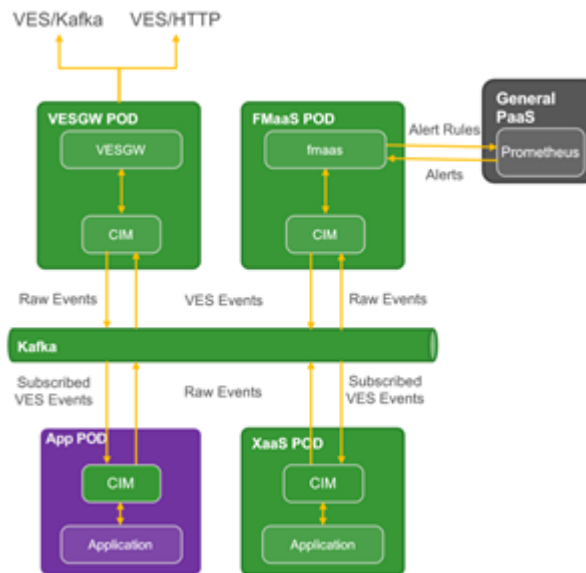 VES/Kafka VES/HTTP
VESGW POD
VESGW
CIM
FMaaS POD
fmaas
CIM
Alert Rules
Alerts
General
PaaS
Prometheus
Raw Events
VES Events
Raw Events
Kafka
Subscribed
VES Events
Raw Events
Subscribed
VES Events
App POD
CIM
Application
XaaS POD
CIM
Application